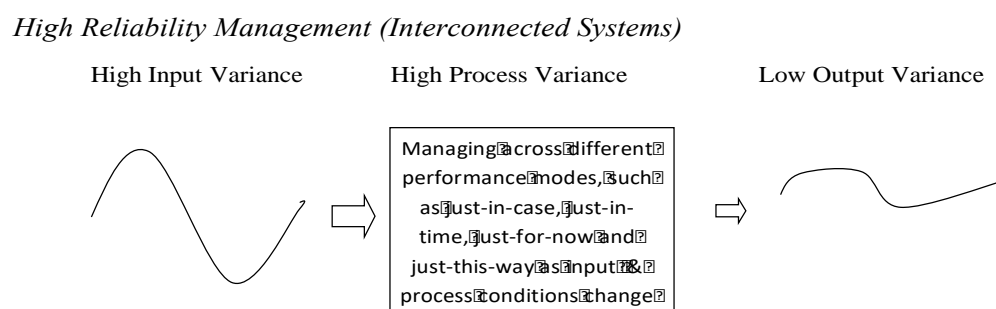 High Reliability Management (Interconnected Systems)
High Input Variance High Process Variance Low Output Variance
Managing across different
performance modes, such
as just-in-case, just-in-
time, just-for-now and
just-this-way as input &
process conditions change